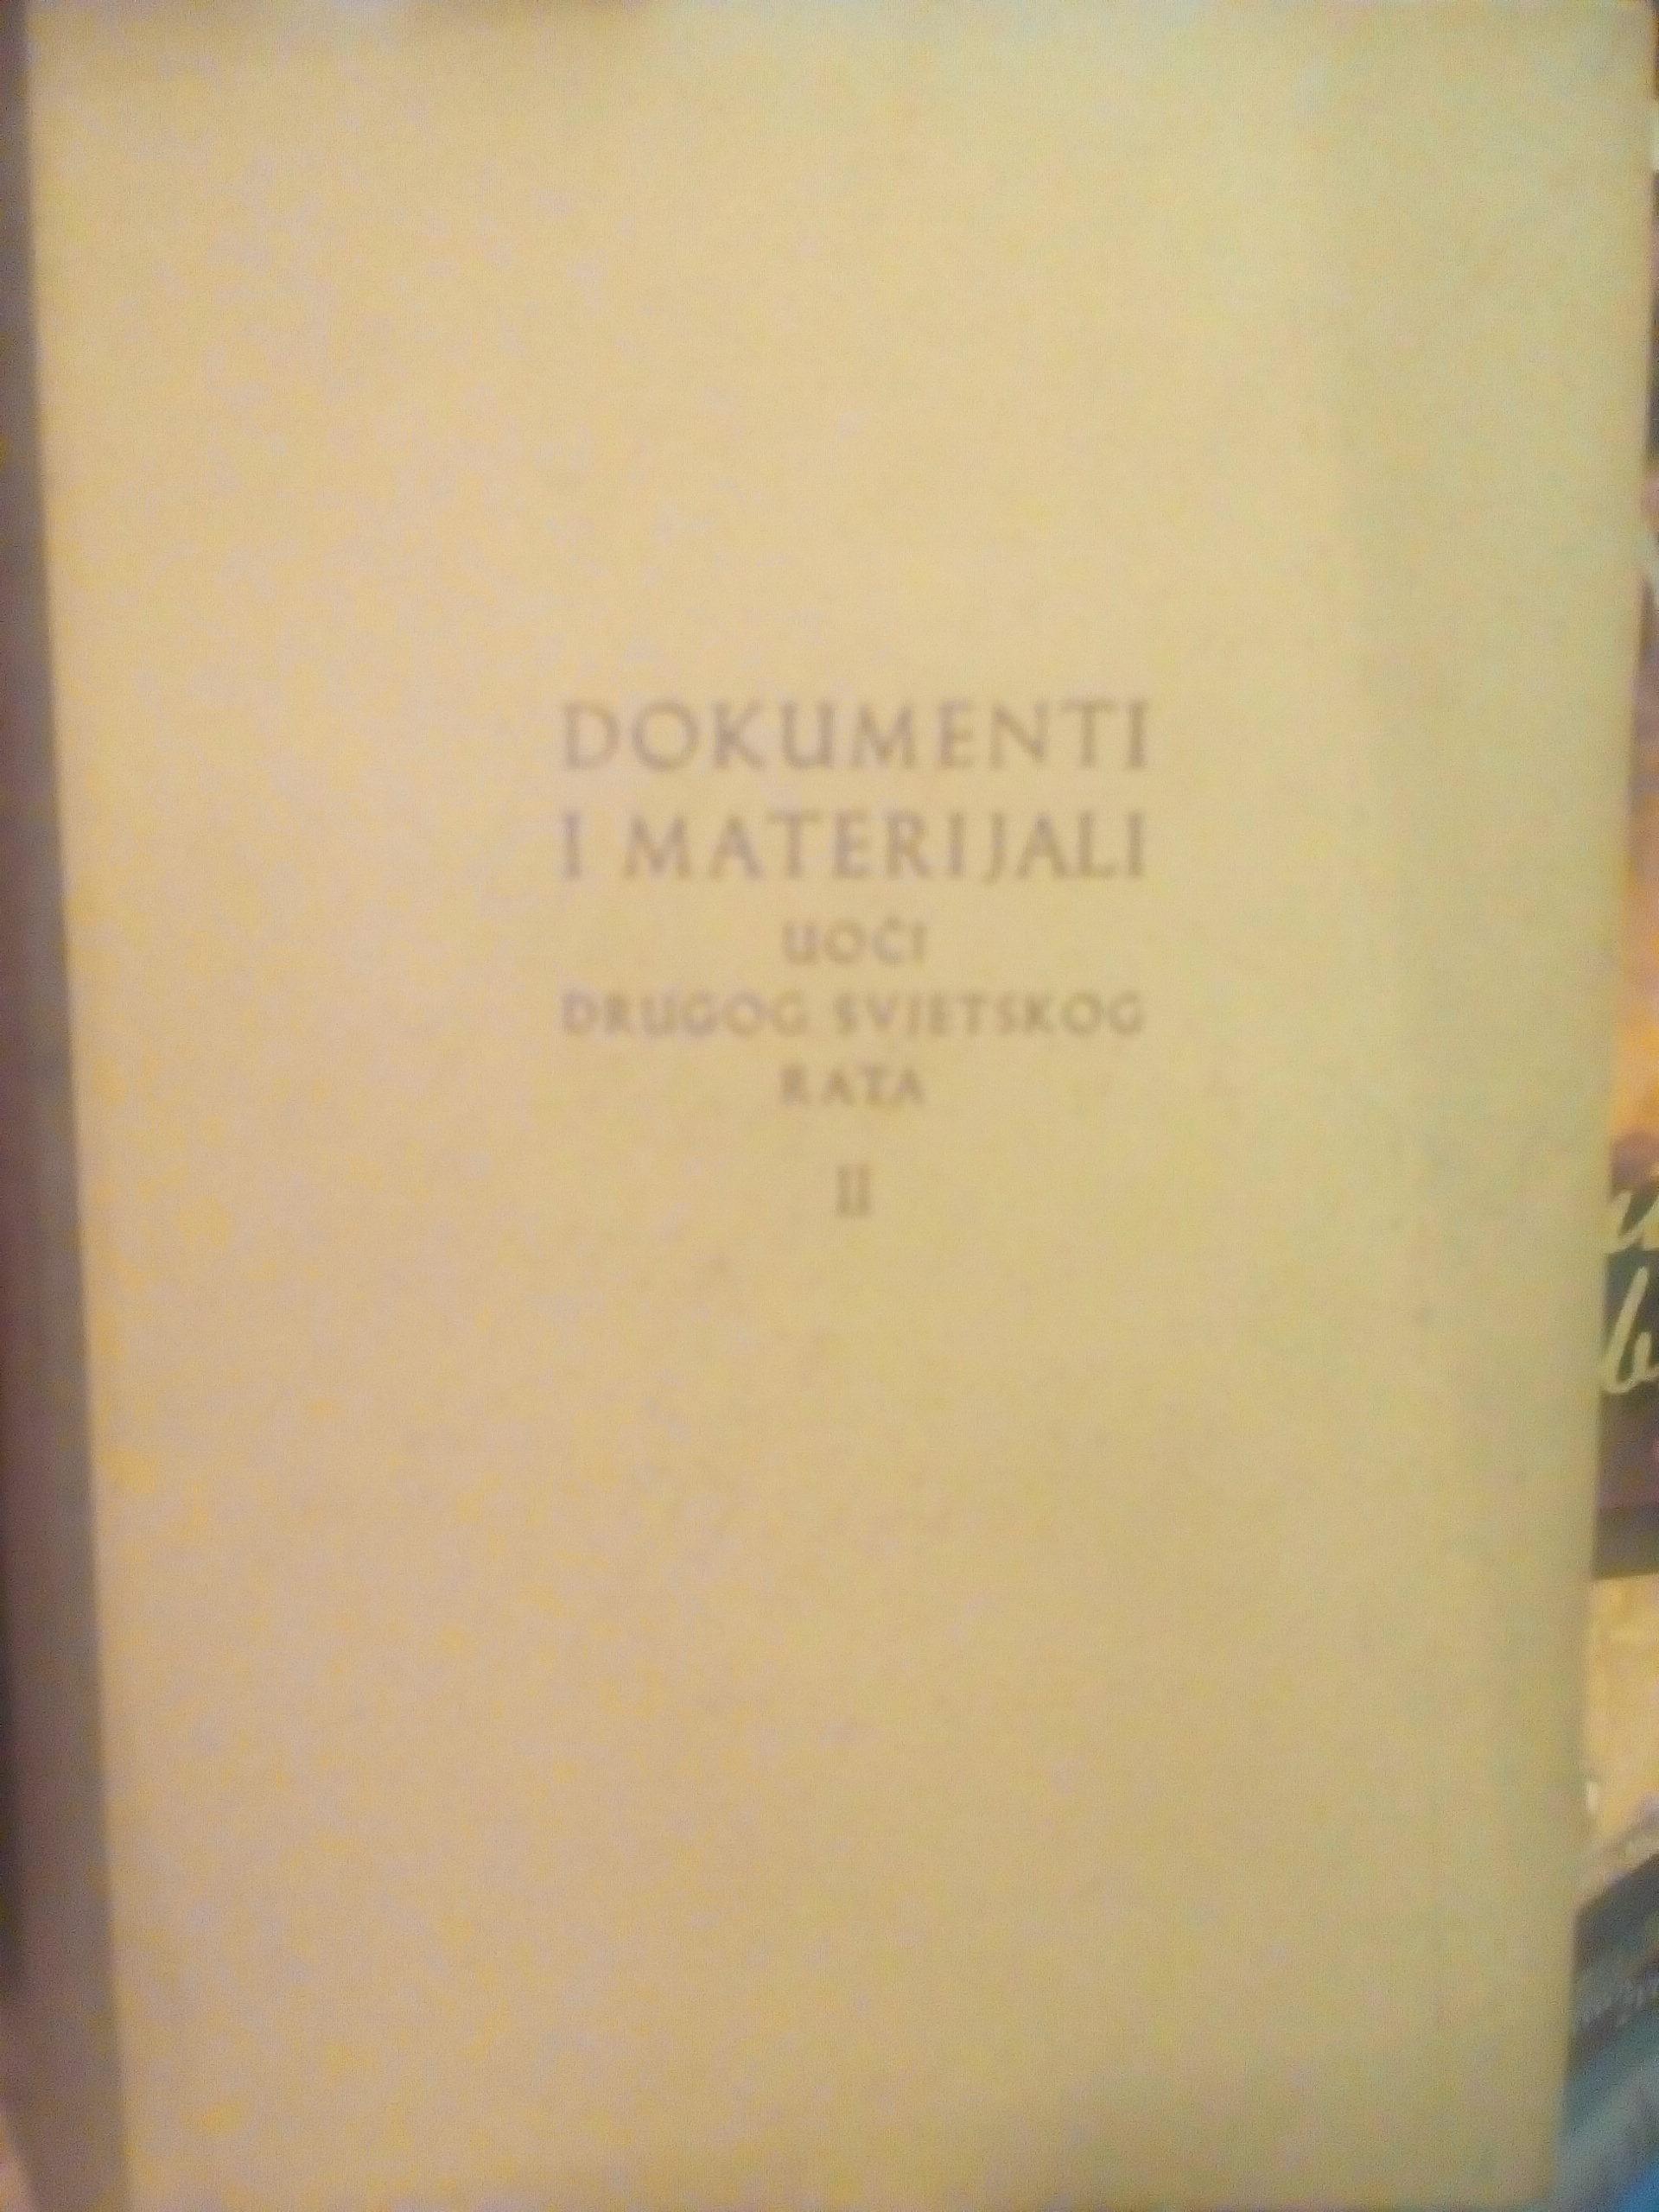 DOKUMENTI
I MATERIJALI
UOČI
DRUGOG SVJETSKOG
RATA
II